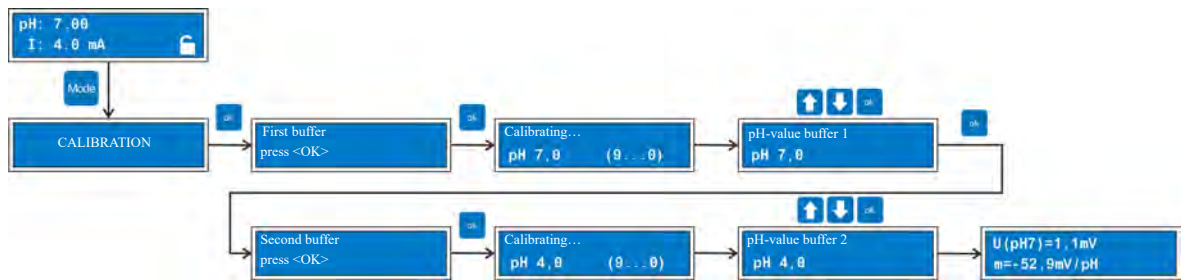 pH: 7.00
I: 4.0 mA
Mode
CALIBRATION
ok
First buffer
press <OK>
ok
Calibrating…
pH 7,0 (9...0)
ok
pH-value buffer 1
pH 7,0
ok
Second buffer
press <OK>
ok
Calibrating…
pH 4,0 (9...0)
ok
pH-value buffer 2
pH 4,0
U(pH7)=1,1mV
m=-52,9mV/pH